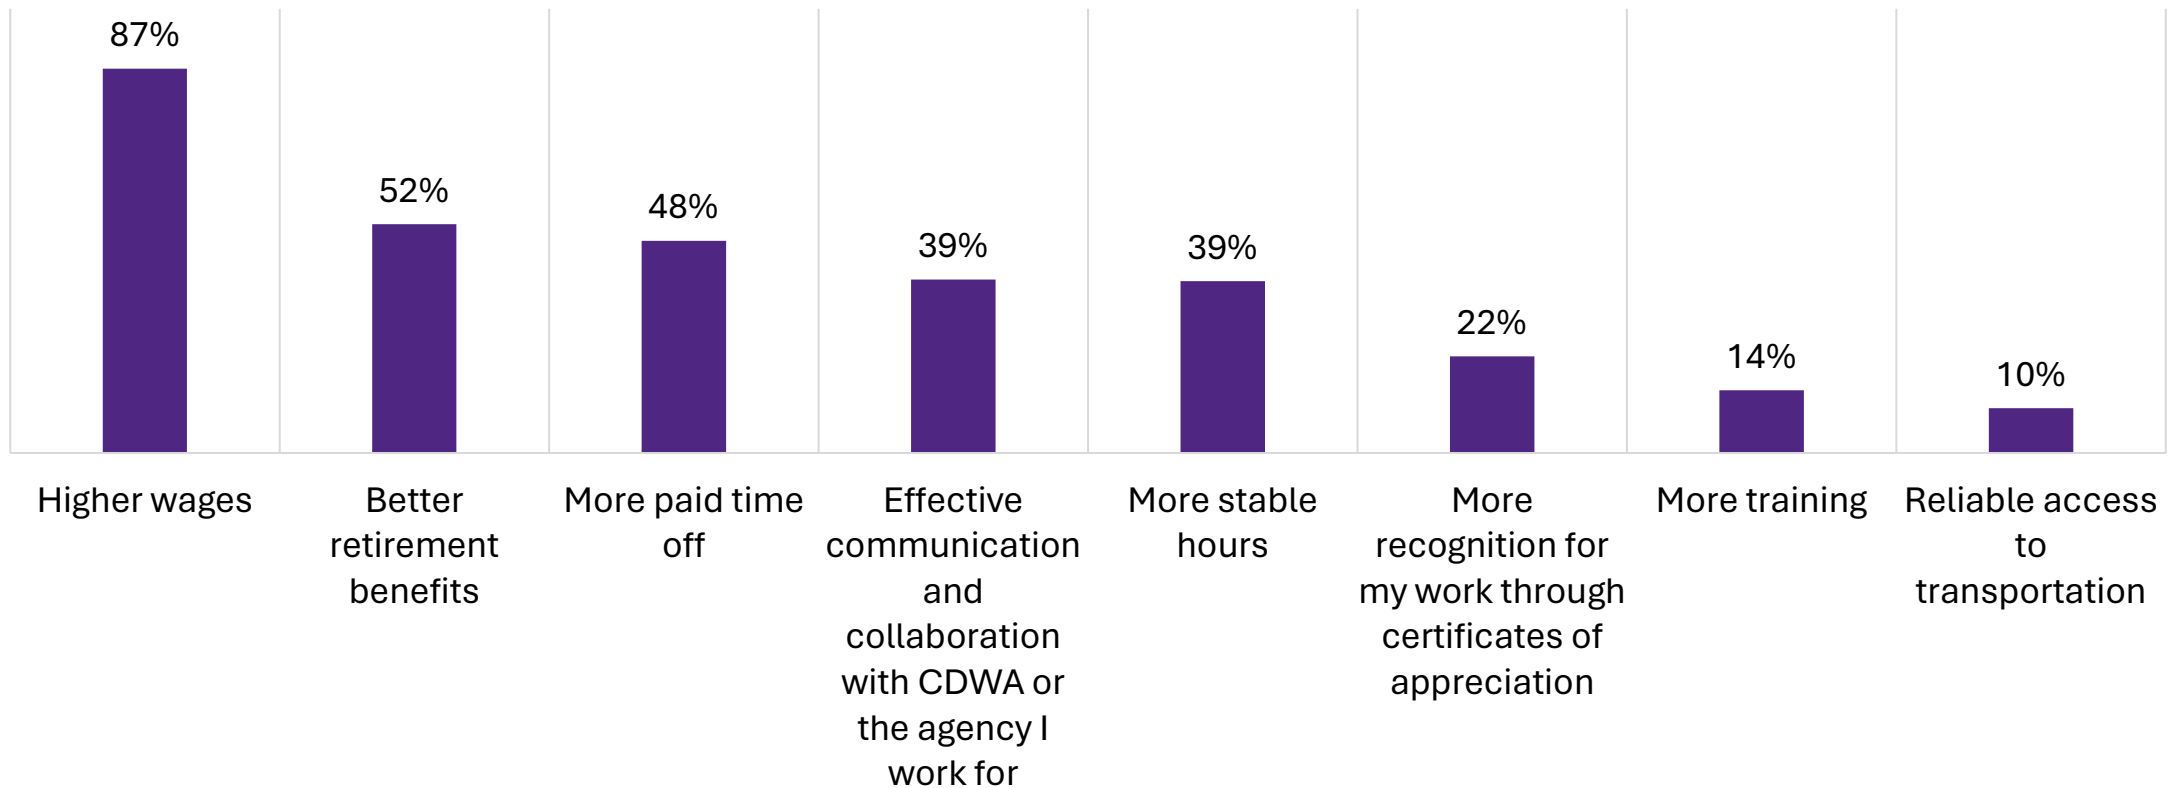 87%
52%
48%
39%
39%
22%
14%
10%
Higher wages
Better
retirement
benefits
More paid time
off
Effective
communication
and
collaboration
with CDWA or
the agency I
work for
More stable
hours
More
recognition for
my work through
certificates of
appreciation
More training
Reliable access
to
transportation